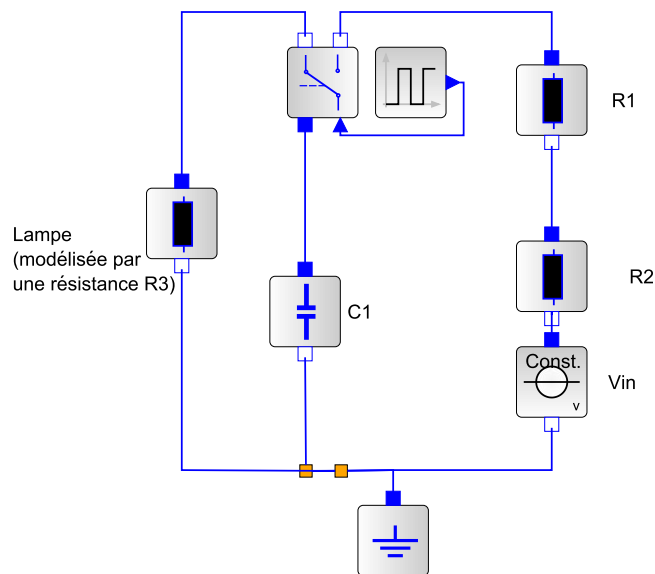 R1
Lampe
(modélisée par
une résistance R3)
R2
C1
Const.
Vin
v